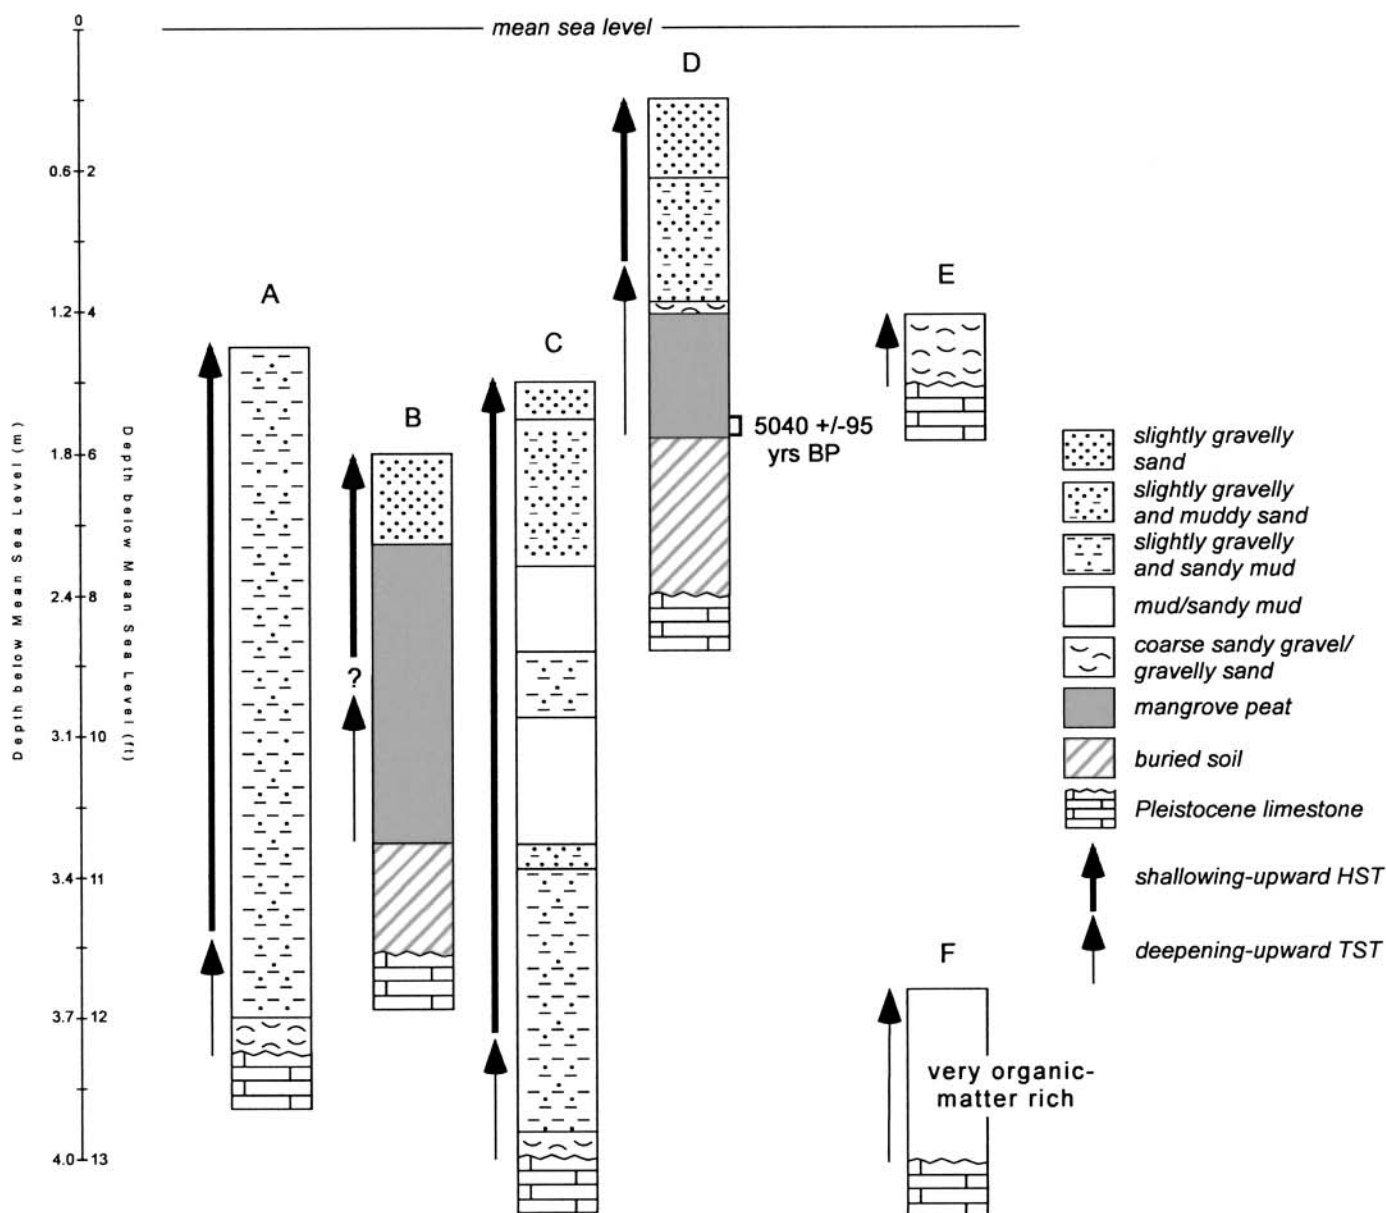 0
mean sea level
D
0.6 2
E
A
1.2 4
C
B
5040 +/-95
yrs BP
1.8 6
2.4 8
?
3.1 10
3.4 11
F
3.7 12
very organic-
matter rich
4.0 13
Depth below Mean Sea Level (m)
Depth below Mean Sea Level (ft)
slightly gravelly
sand
slightly gravelly
and muddy sand
slightly gravelly
and sandy mud
mud/sandy mud
coarse sandy gravel/
gravelly sand
mangrove peat
buried soil
Pleistocene limestone
shallowing-upward HST
deepening-upward TST